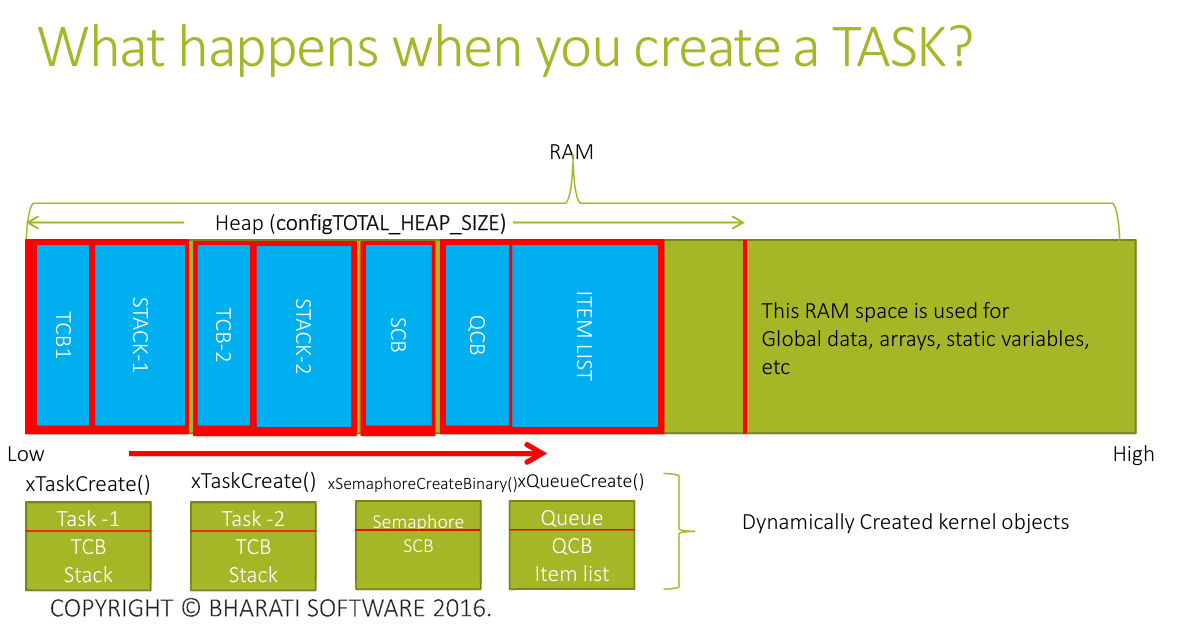 What happens when you create a TASK?
RAM
Heap (configTOTAL_HEAP_SIZE)
TCB1
STACK-1
TCB-2
STACK-2
SCB
QCB
ITEM LIST
This RAM space is used for
Global data, arrays, static variables,
etc
Low
High
xTaskCreate()
xTaskCreate()
xSemaphoreCreateBinary()
xQueueCreate()
Task -1
TCB
Stack
Task -2
TCB
Stack
Semaphore
SCB
Queue
QCB
Item list
Dynamically Created kernel objects
COPYRIGHT © BHARATI SOFTWARE 2016.